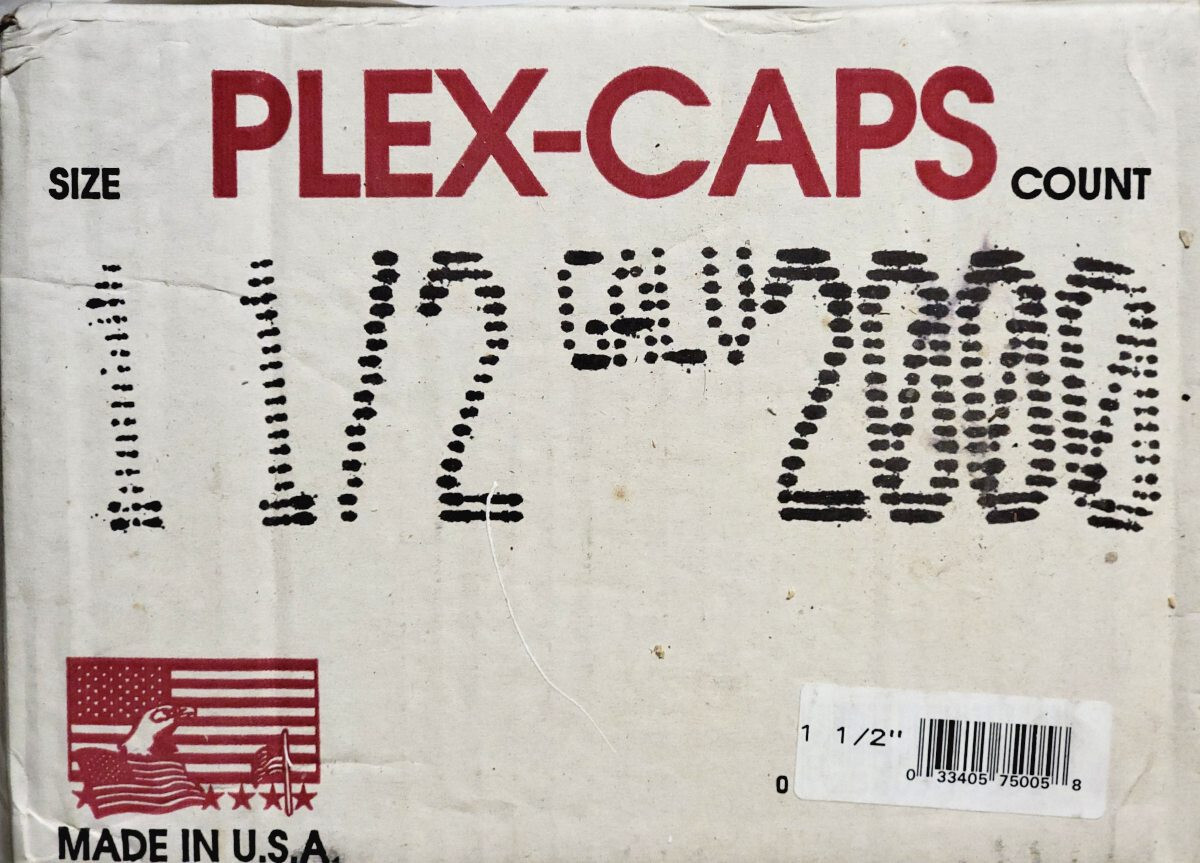 PLEX-CAPS
SIZE
COUNT
1 1/2 GALV 2000
1 1/2"
0 33405 75005 8
0
MADE IN U.S.A.